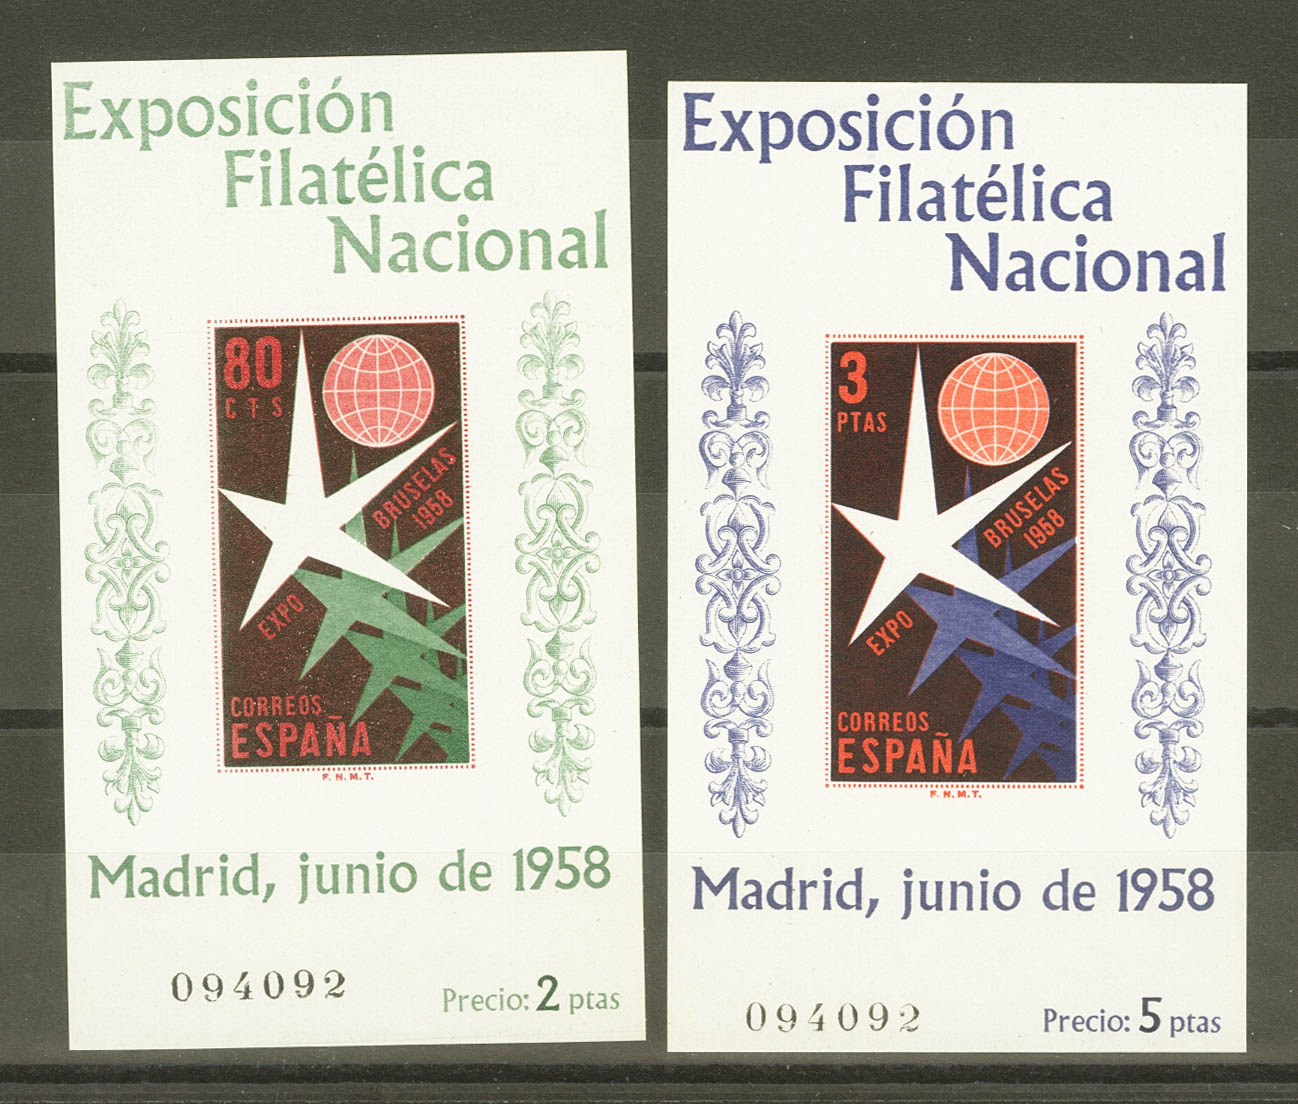 Exposición
Filatélica
Nacional
80
CTS
BRUSELAS
1958
EXPO
CORREOS
ESPAÑA
F. N. M. T.
Madrid, junio de 1958
094092
Precio: 2 ptas
Exposición
Filatélica
Nacional
3
PTAS
BRUSELAS
1958
EXPO
CORREOS
ESPAÑA
F. N. M. T.
Madrid, junio de 1958
094092
Precio: 5 ptas